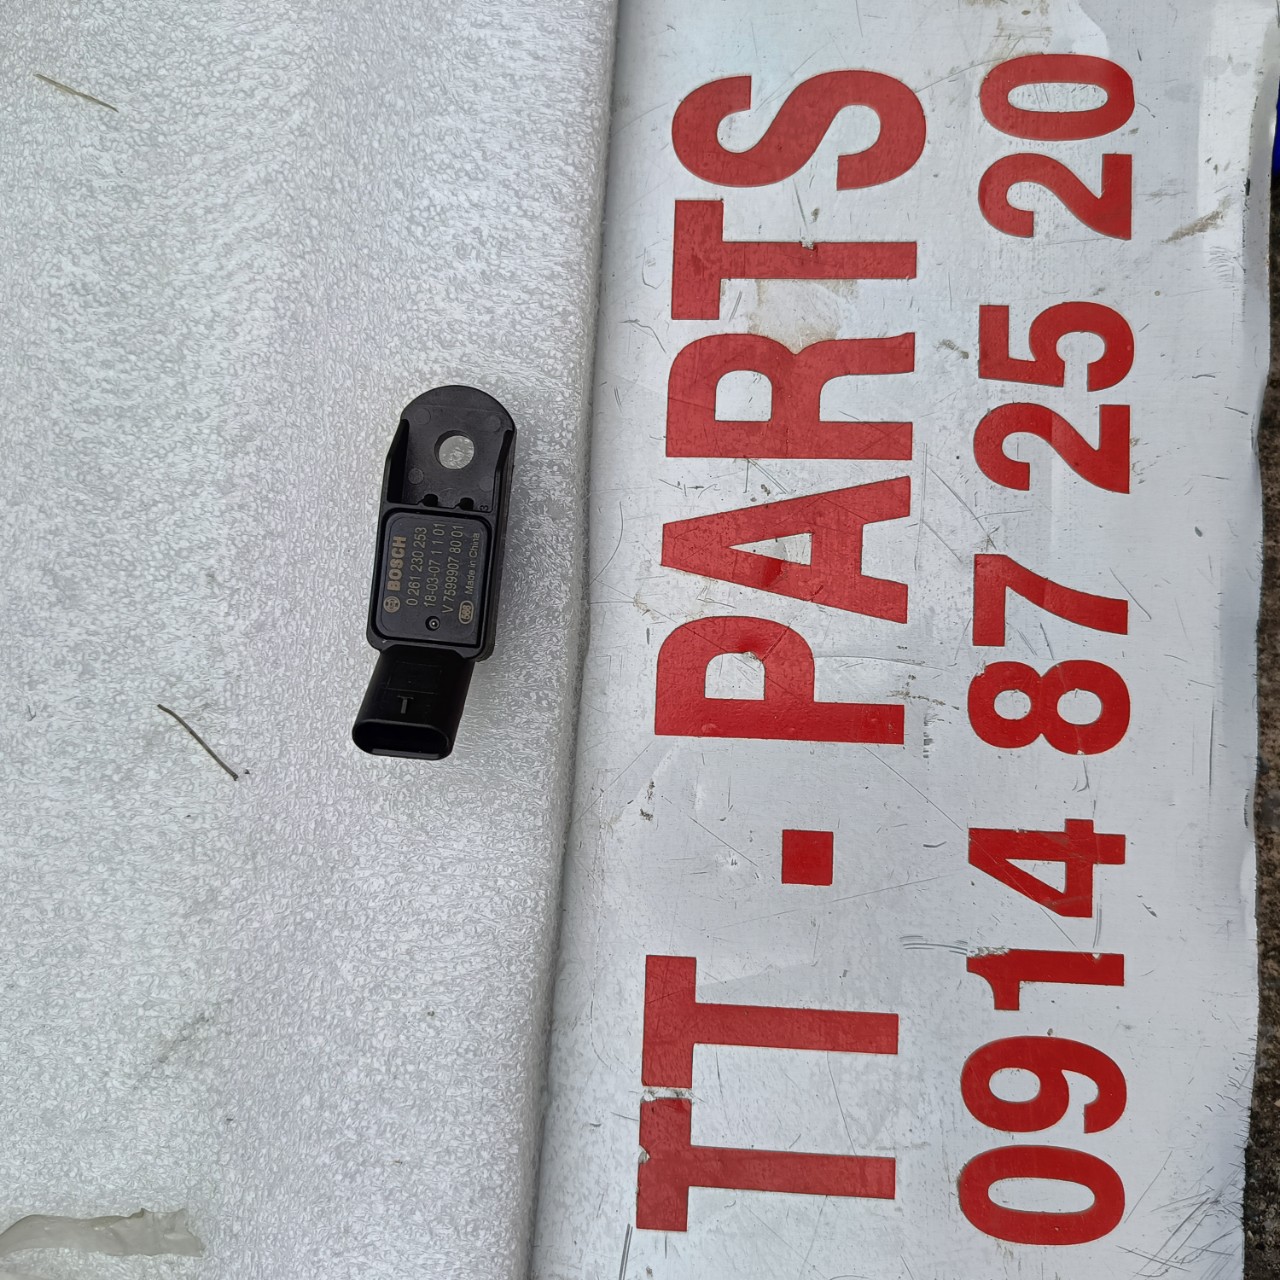 BOSCH
0 261 230 253
18-03-07 1 1 01
V 7599907 80 01
568 Made in China
T
TT - PARTS
0914 87 25 20